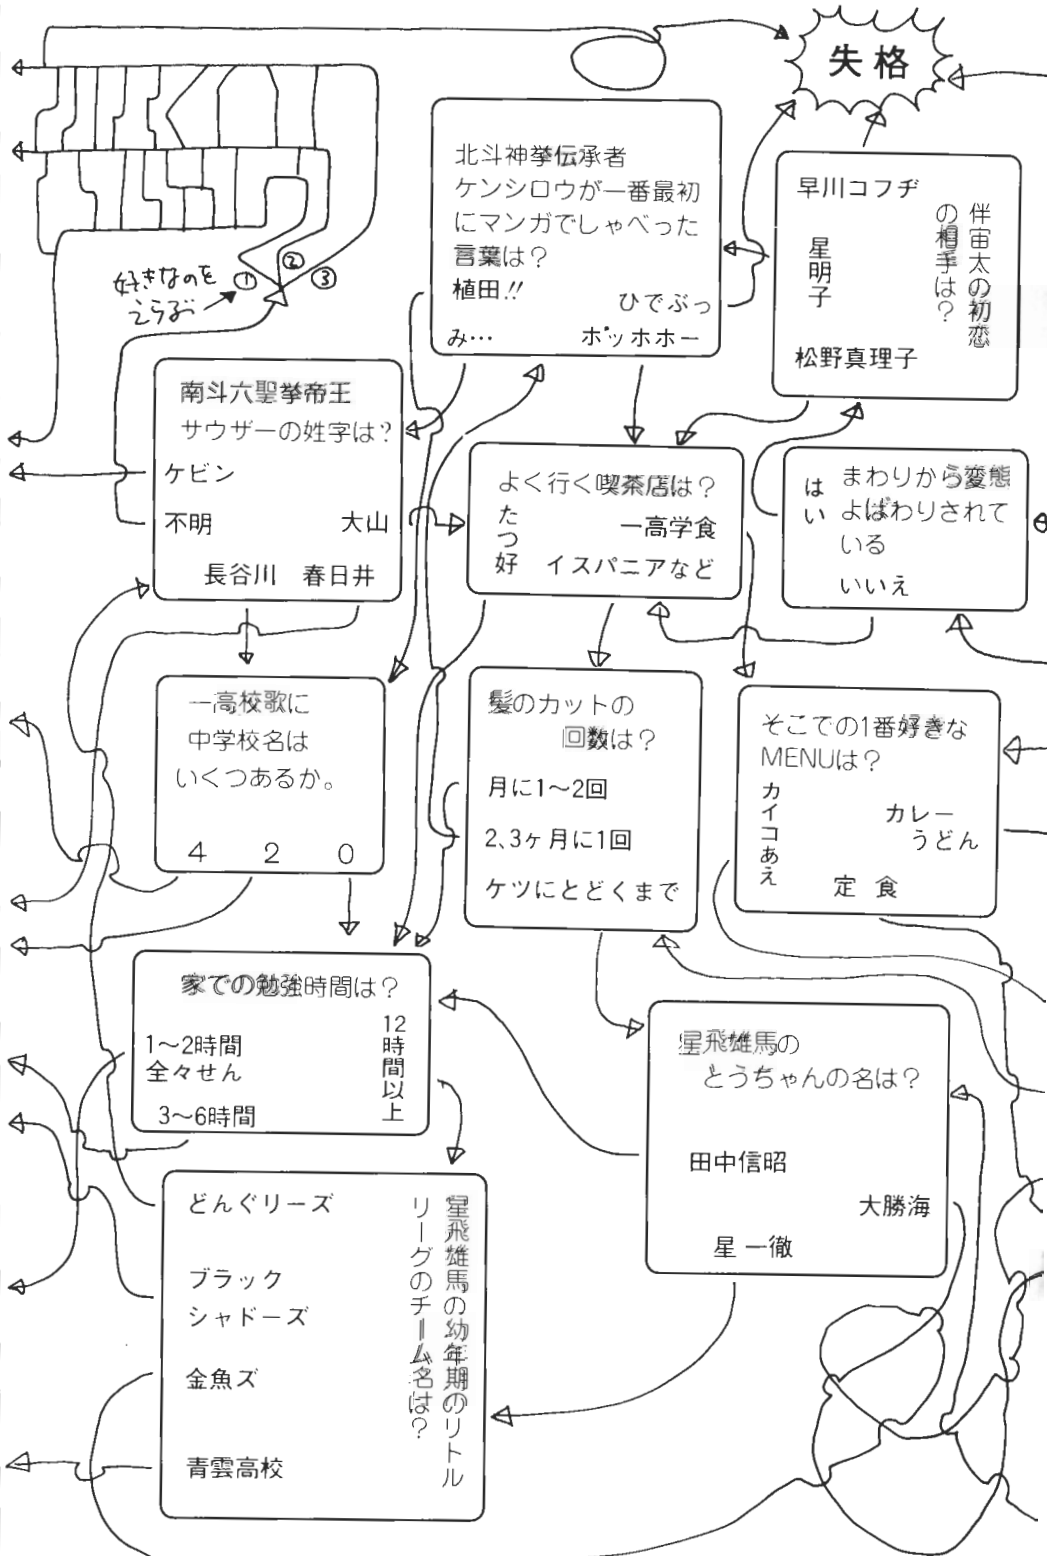 失格
北斗神拳伝承者
ケンシロウが一番最初
にマンガでしゃべった
言葉は？
植田!!
ひでぶっ
み…
ポッホホー
早川コフヂ
伴宙太の初恋
の相手は？
星明子
松野真理子
好きなのを
えらぶ
①
②
③
南斗六聖拳帝王
サウザーの姓字は？
ケビン
不明
大山
長谷川
春日井
よく行く喫茶店は？
たつ好
一高学食
イスパニアなど
まわりから変態
よばわりされて
いる
はい
いいえ
一高校歌に
中学校名は
いくつあるか。
4 2 0
髪のカットの
回数は？
月に1〜2回
2、3ヶ月に1回
ケツにとどくまで
そこでの1番好きな
MENUは？
カイコあえ
カレー
うどん
定食
家での勉強時間は？
1〜2時間
全々せん
3〜6時間
12時間以上
星飛雄馬の
とうちゃんの名は？
田中信昭
大勝海
星一徹
星飛雄馬の幼年期のリトル
リーグのチーム名は？
どんぐリーズ
ブラック
シャドーズ
金魚ズ
青雲高校